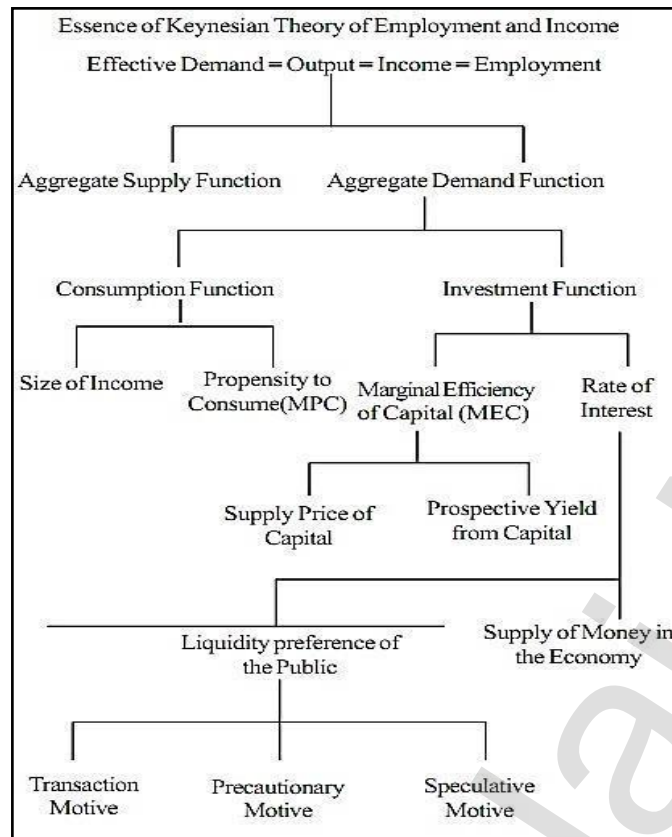 Essence of Keynesian Theory of Employment and Income
Effective Demand = Output = Income = Employment
Aggregate Supply Function
Aggregate Demand Function
Consumption Function
Investment Function
Size of Income
Propensity to
Consume(MPC)
Marginal Efficiency
of Capital (MEC)
Rate of
Interest
Supply Price of
Capital
Prospective Yield
from Capital
Liquidity preference of
the Public
Supply of Money in
the Economy
Transaction
Motive
Precautionary
Motive
Speculative
Motive